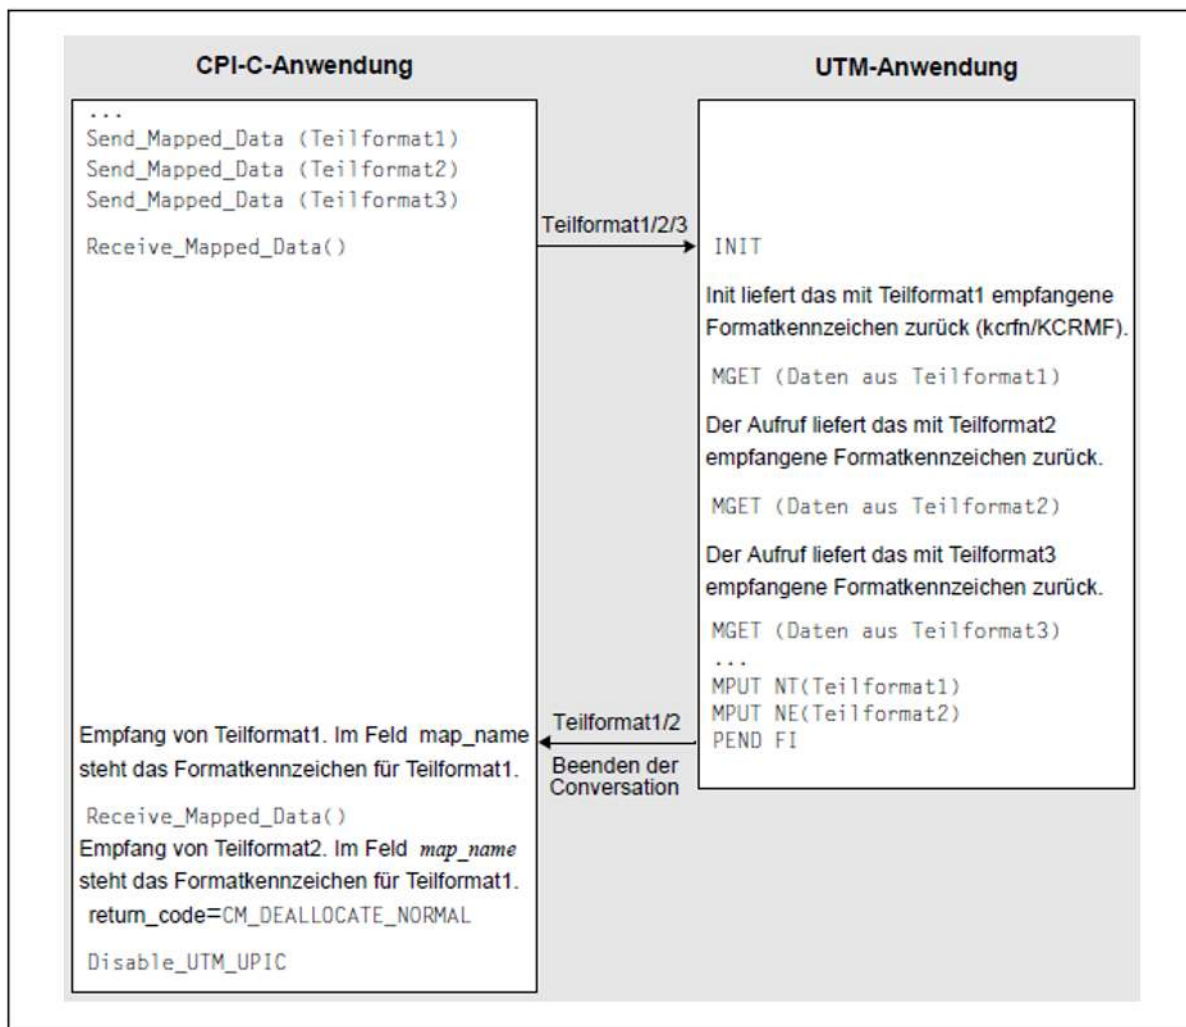 CPI-C-Anwendung
...
Send_Mapped_Data (Teilformat1)
Send_Mapped_Data (Teilformat2)
Send_Mapped_Data (Teilformat3)
Receive_Mapped_Data()
Empfang von Teilformat1. Im Feld map_name
steht das Formatkennzeichen für Teilformat1.
Receive_Mapped_Data()
Empfang von Teilformat2. Im Feld map_name
steht das Formatkennzeichen für Teilformat1.
return_code=CM_DEALLOCATE_NORMAL
Disable_UTM_UPIC
Teilformat1/2/3
Teilformat1/2
Beenden der
Conversation
UTM-Anwendung
INIT
Init liefert das mit Teilformat1 empfangene
Formatkennzeichen zurück (kcrfn/KCRMF).
MGET (Daten aus Teilformat1)
Der Aufruf liefert das mit Teilformat2
empfangene Formatkennzeichen zurück.
MGET (Daten aus Teilformat2)
Der Aufruf liefert das mit Teilformat3
empfangene Formatkennzeichen zurück.
MGET (Daten aus Teilformat3)
...
MPUT NT(Teilformat1)
MPUT NE(Teilformat2)
PEND FI